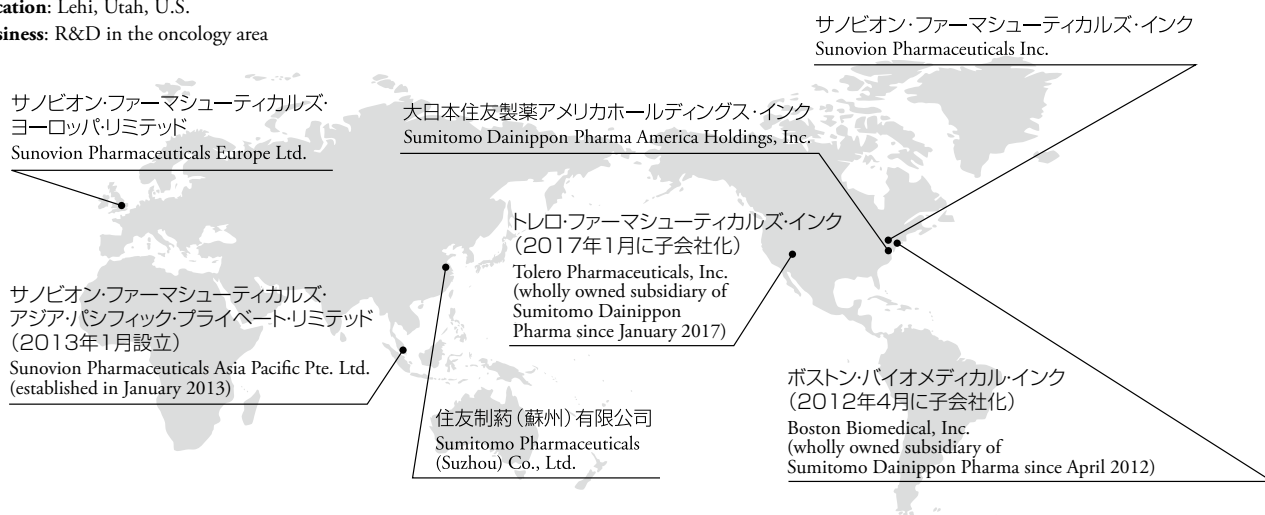 cation: Lehi, Utah, U.S.
siness: R&D in the oncology area
サノビオン・ファーマシューティカルズ・インク
Sunovion Pharmaceuticals Inc.
サノビオン・ファーマシューティカルズ・
ヨーロッパ・リミテッド
Sunovion Pharmaceuticals Europe Ltd.
大日本住友製薬アメリカホールディングス・インク
Sumitomo Dainippon Pharma America Holdings, Inc.
トレロ・ファーマシューティカルズ・インク
（2017年1月に子会社化）
Tolero Pharmaceuticals, Inc.
(wholly owned subsidiary of
Sumitomo Dainippon
Pharma since January 2017)
サノビオン・ファーマシューティカルズ・
アジア・パシフィック・プライベート・リミテッド
（2013年1月設立）
Sunovion Pharmaceuticals Asia Pacific Pte. Ltd.
(established in January 2013)
住友制葯（蘇州）有限公司
Sumitomo Pharmaceuticals
(Suzhou) Co., Ltd.
ボストン・バイオメディカル・インク
（2012年4月に子会社化）
Boston Biomedical, Inc.
(wholly owned subsidiary of
Sumitomo Dainippon Pharma since April 2012)